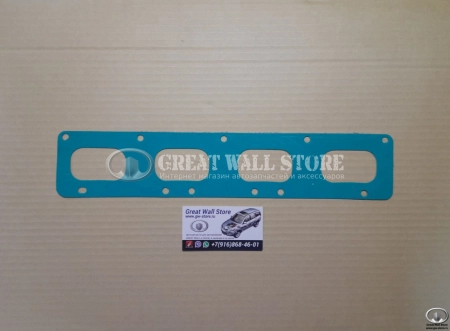 GREAT WALL STORE
Интернет магазин автозапчастей и аксессуаров
Great Wall Store
www.gw-store.ru
+7(916)868-46-01